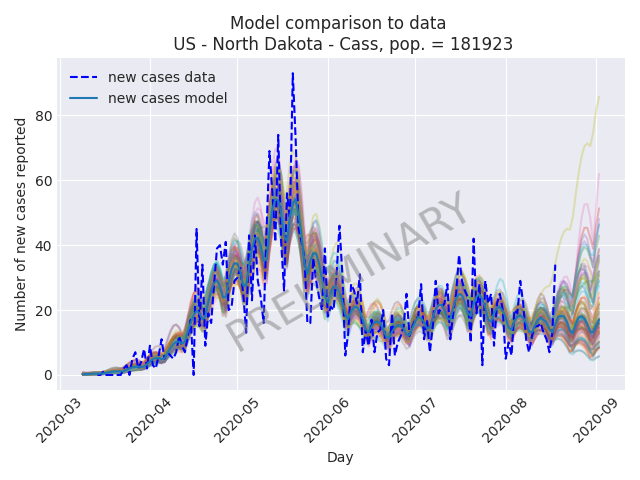 Model comparison to data
US - North Dakota - Cass, pop. = 181923
new cases data
new cases model
Number of new cases reported
80
60
40
20
0
PRELIMINARY
2020-03
2020-04
2020-05
2020-06
2020-07
2020-08
2020-09
Day